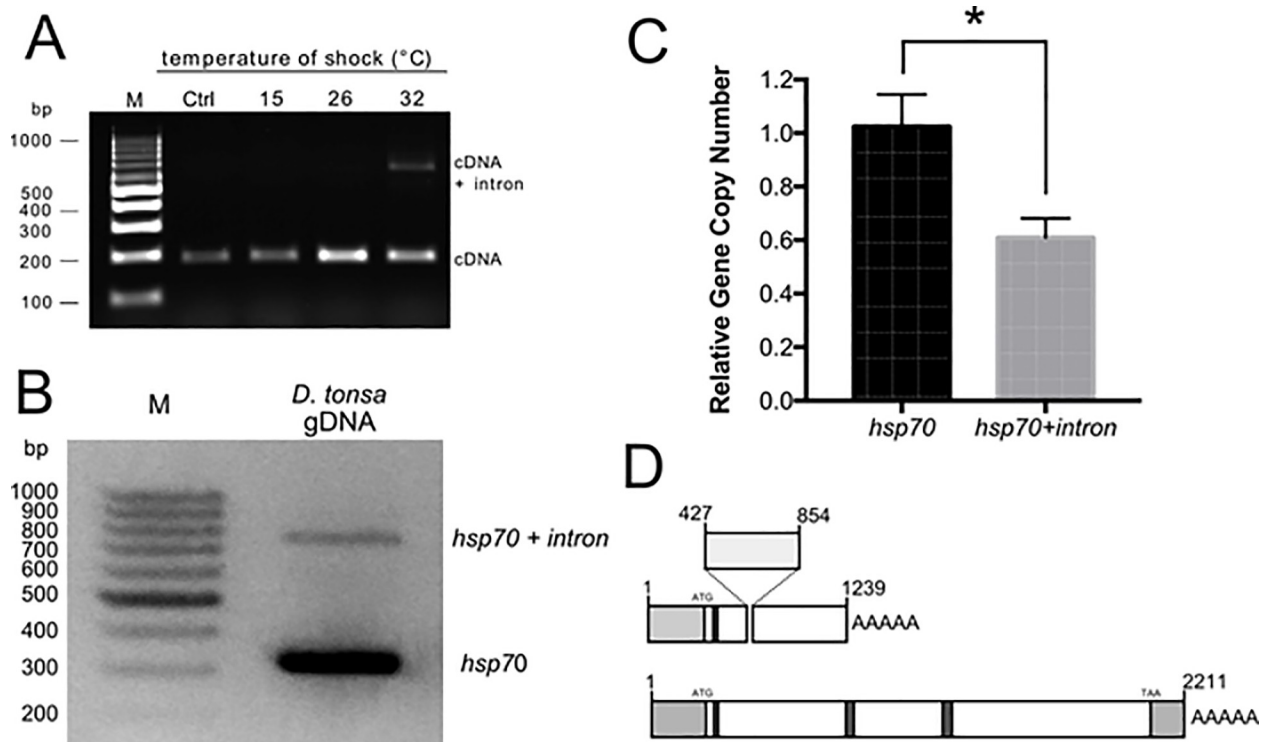 A
temperature of shock (°C)
bp
M Ctrl 15 26 32
1000
500
400
300
200
100
cDNA
+ intron
cDNA
B
M
D. tonsa
gDNA
bp
1000
900
800
700
600
500
400
300
200
hsp70 + intron
hsp70
C
*
Relative Gene Copy Number
1.2
1.0
0.8
0.6
0.4
0.2
0.0
hsp70 hsp70+intron
D
427 854
1 ATG 1239
AAAAA
1 ATG TAA 2211
AAAAA